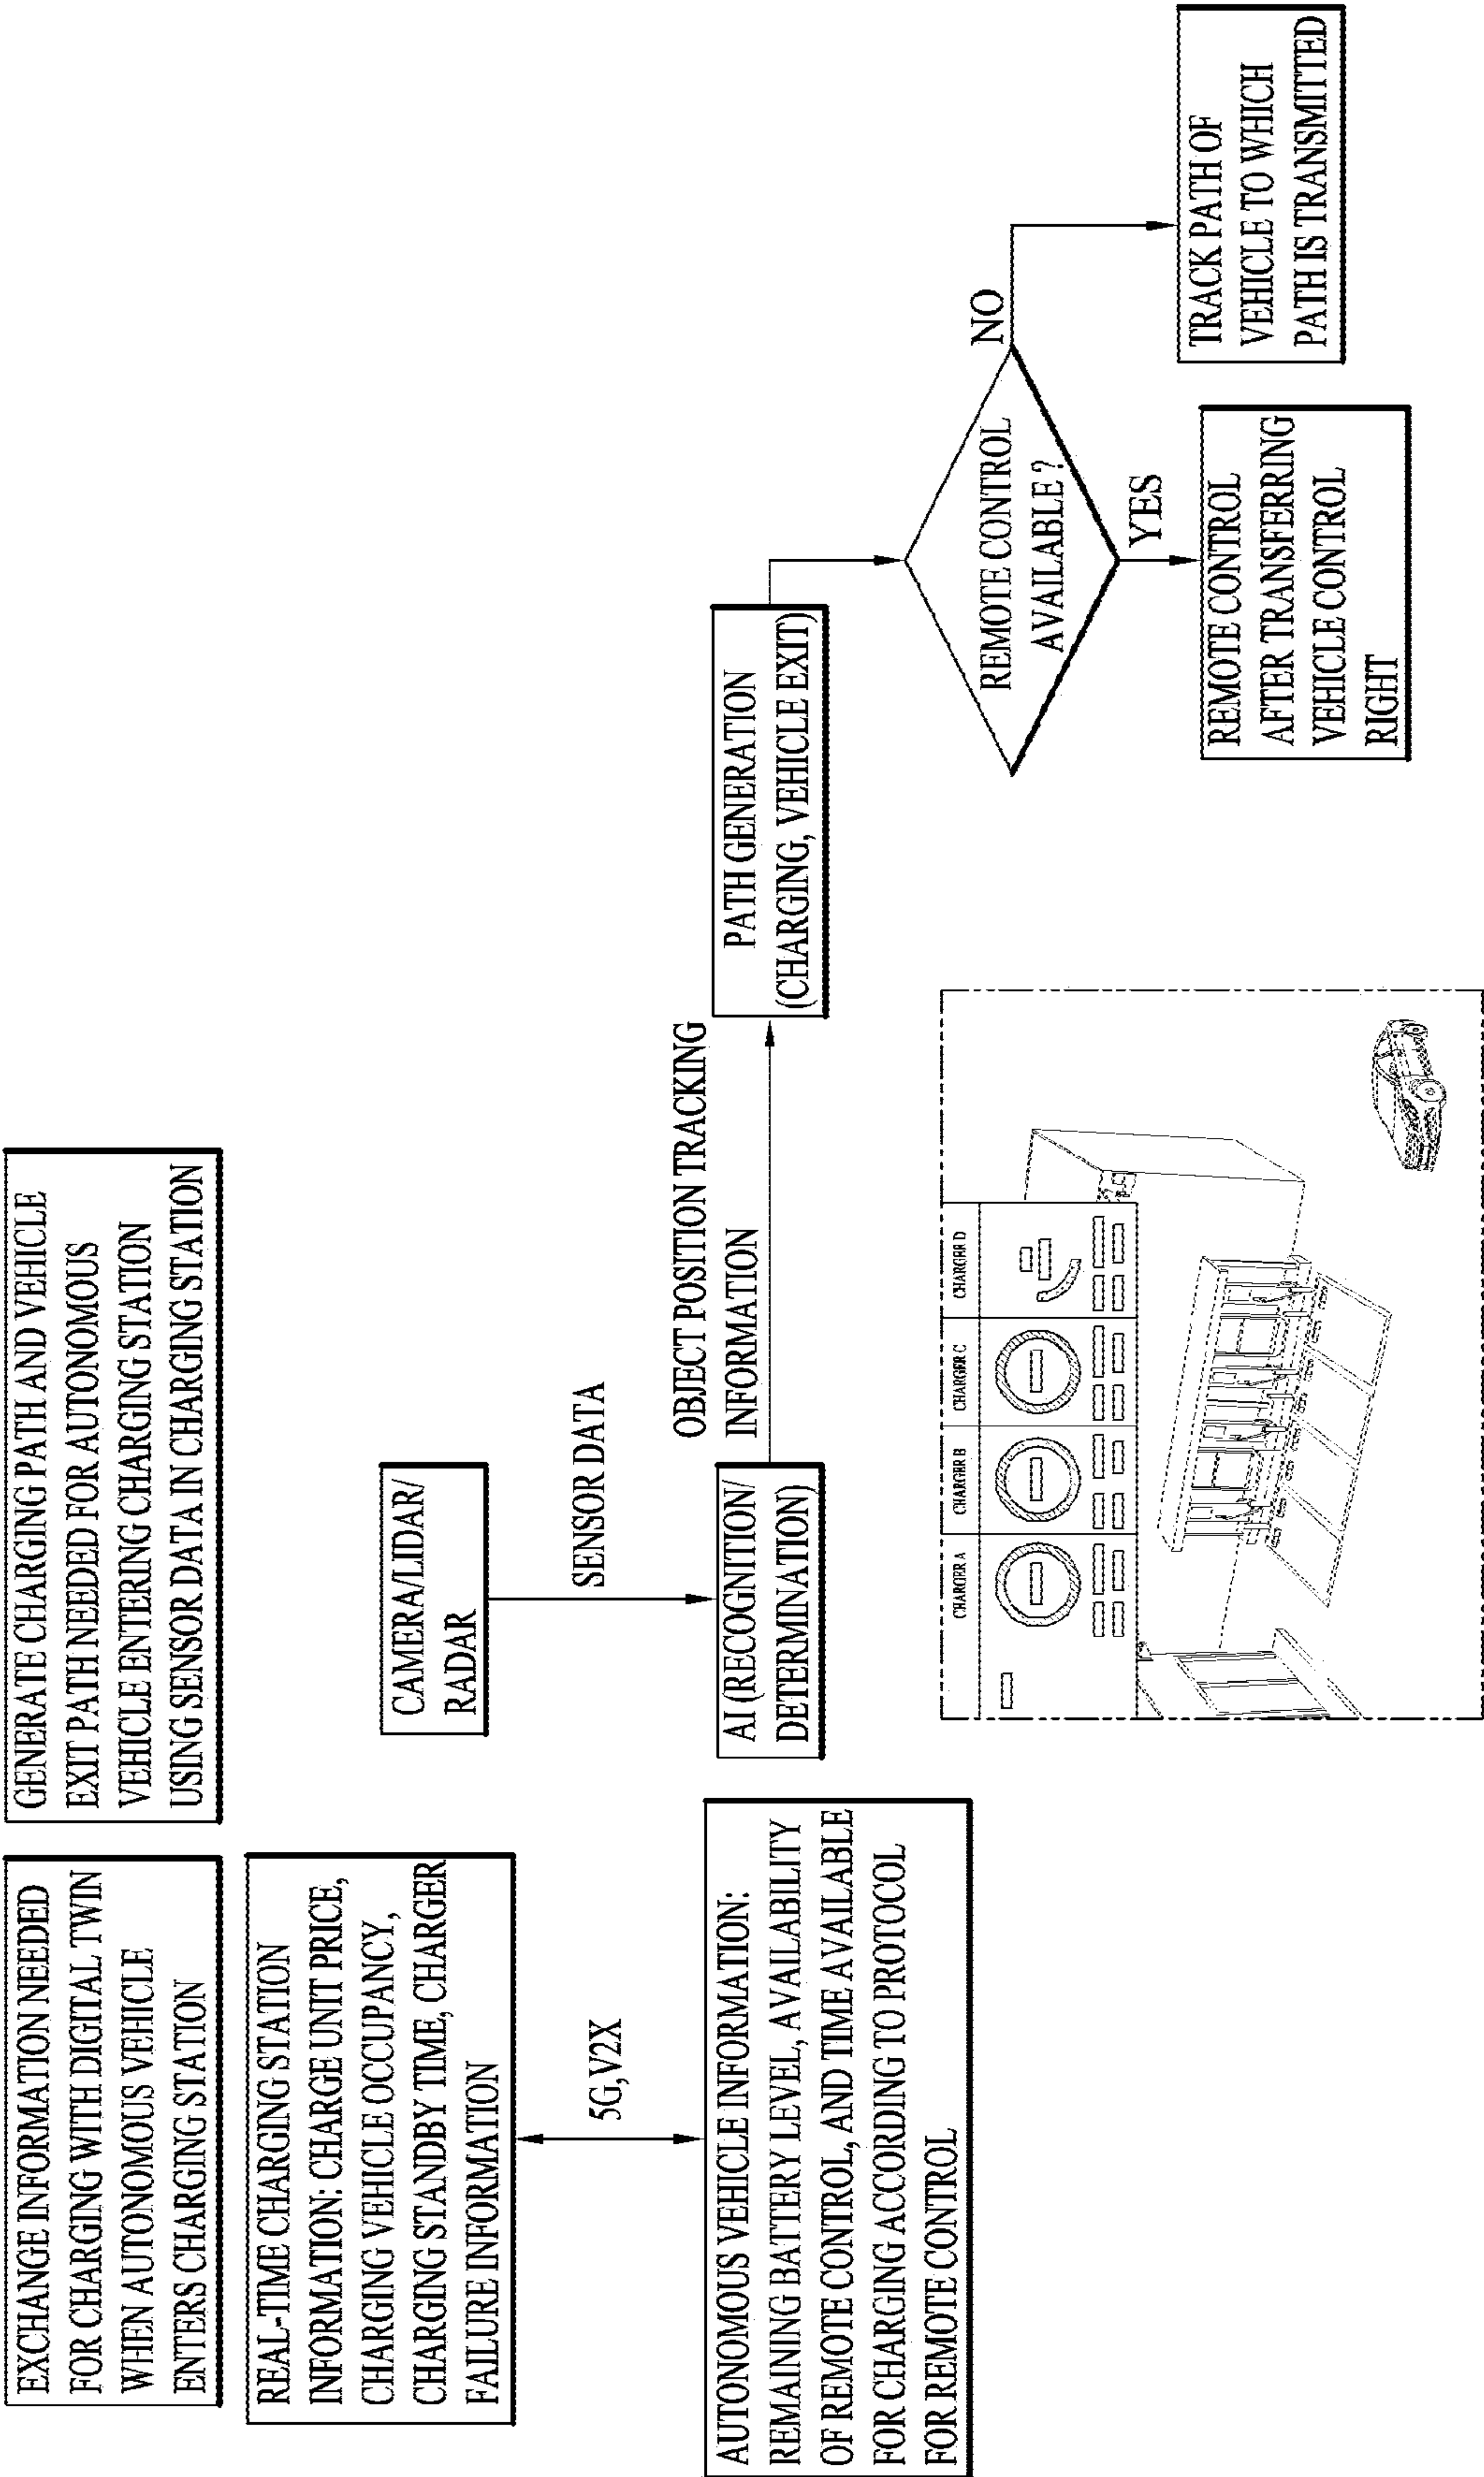 EXCHANGE INFORMATION NEEDED
FOR CHARGING WITH DIGITAL TWIN
WHEN AUTONOMOUS VEHICLE
ENTERS CHARGING STATION
REAL-TIME CHARGING STATION
INFORMATION: CHARGE UNIT PRICE,
CHARGING VEHICLE OCCUPANCY,
CHARGING STANDBY TIME, CHARGER
FAILURE INFORMATION
5G,V2X
AUTONOMOUS VEHICLE INFORMATION:
REMAINING BATTERY LEVEL, AVAILABILITY
OF REMOTE CONTROL, AND TIME AVAILABLE
FOR CHARGING ACCORDING TO PROTOCOL
FOR REMOTE CONTROL
GENERATE CHARGING PATH AND VEHICLE
EXIT PATH NEEDED FOR AUTONOMOUS
VEHICLE ENTERING CHARGING STATION
USING SENSOR DATA IN CHARGING STATION
CAMERA/LIDAR/
RADAR
SENSOR DATA
AI (RECOGNITION/
DETERMINATION)
OBJECT POSITION TRACKING
INFORMATION
PATH GENERATION
(CHARGING, VEHICLE EXIT)
REMOTE CONTROL
AVAILABLE ?
NO
YES
REMOTE CONTROL
AFTER TRANSFERRING
VEHICLE CONTROL
RIGHT
TRACK PATH OF
VEHICLE TO WHICH
PATH IS TRANSMITTED
CHARGER A
CHARGER B
CHARGER C
CHARGER D